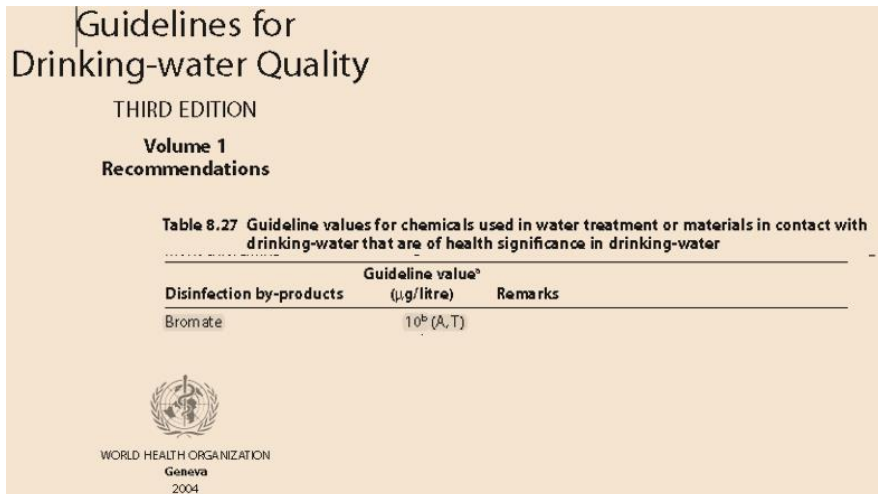 Guidelines for
Drinking-water Quality
THIRD EDITION
Volume 1
Recommendations
Table 8.27 Guideline values for chemicals used in water treatment or materials in contact with
drinking-water that are of health significance in drinking-water
Guideline valueᵃ
Disinfection by-products (µg/litre) Remarks
Bromate 10ᵇ (A,T)
WORLD HEALTH ORGANIZATION
Geneva
2004